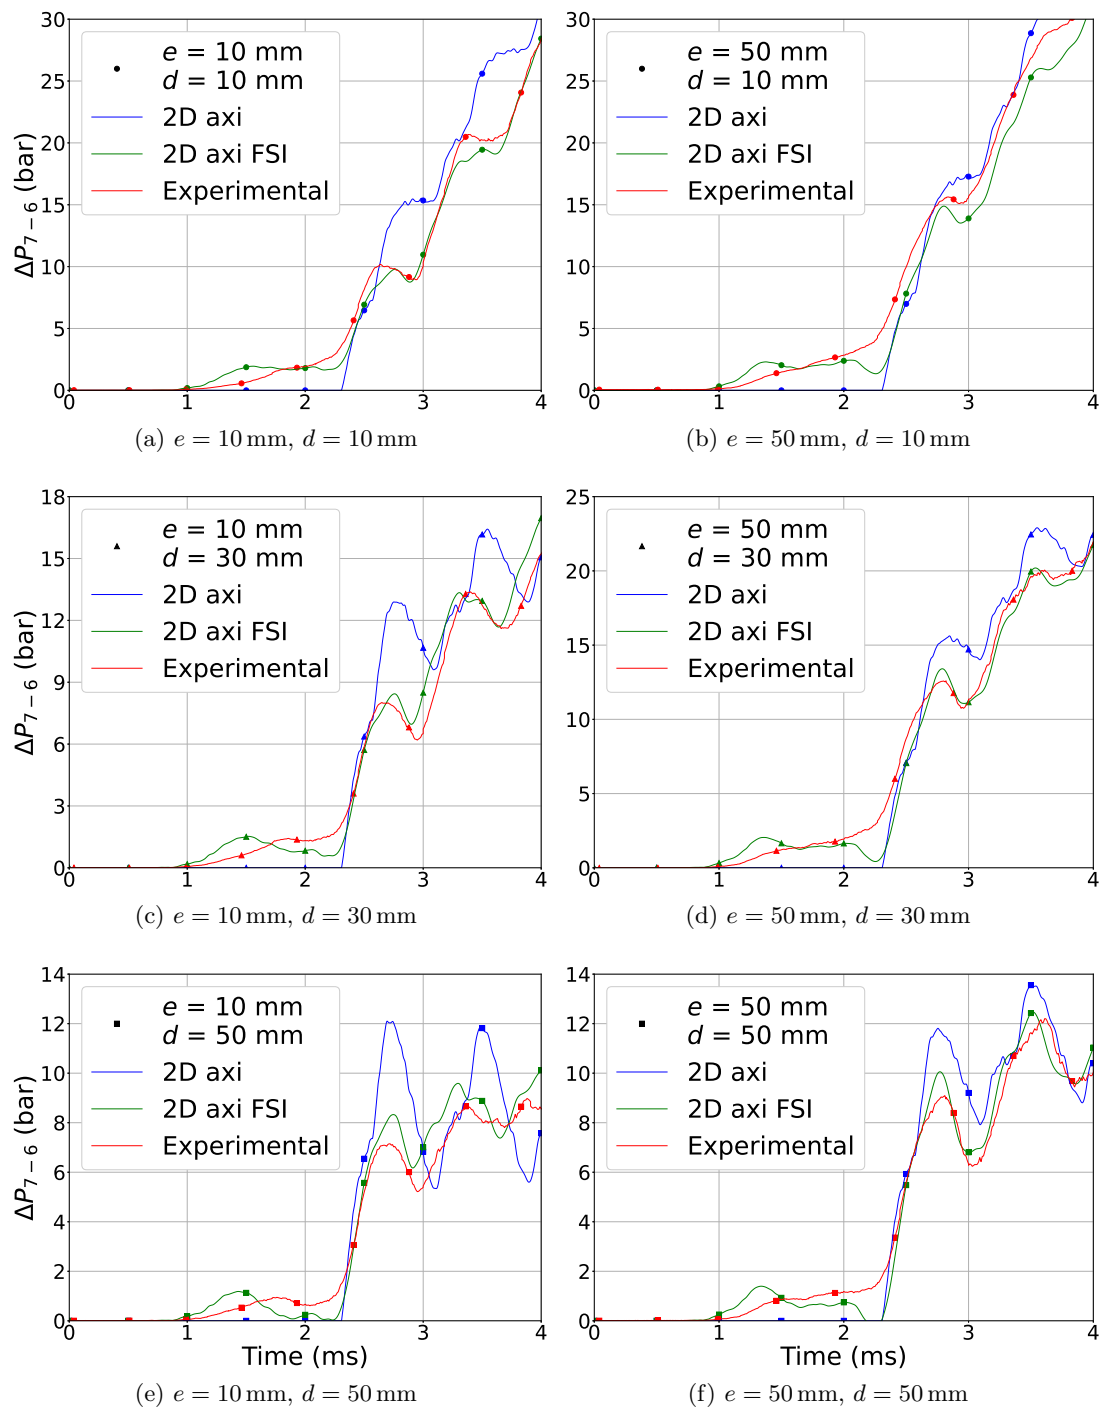 30
25
20
15
10
5
0
ΔP7 − 6 (bar)
e = 10 mm
d = 10 mm
2D axi
2D axi FSI
Experimental
0 1 2 3 4
(a) e = 10 mm, d = 10 mm
30
25
20
15
10
5
0
e = 50 mm
d = 10 mm
2D axi
2D axi FSI
Experimental
0 1 2 3 4
(b) e = 50 mm, d = 10 mm
18
15
12
9
6
3
0
ΔP7 − 6 (bar)
e = 10 mm
d = 30 mm
2D axi
2D axi FSI
Experimental
0 1 2 3 4
(c) e = 10 mm, d = 30 mm
25
20
15
10
5
0
e = 50 mm
d = 30 mm
2D axi
2D axi FSI
Experimental
0 1 2 3 4
(d) e = 50 mm, d = 30 mm
14
12
10
8
6
4
2
0
ΔP7 − 6 (bar)
e = 10 mm
d = 50 mm
2D axi
2D axi FSI
Experimental
0 1 2 3 4
Time (ms)
(e) e = 10 mm, d = 50 mm
14
12
10
8
6
4
2
0
e = 50 mm
d = 50 mm
2D axi
2D axi FSI
Experimental
0 1 2 3 4
Time (ms)
(f) e = 50 mm, d = 50 mm